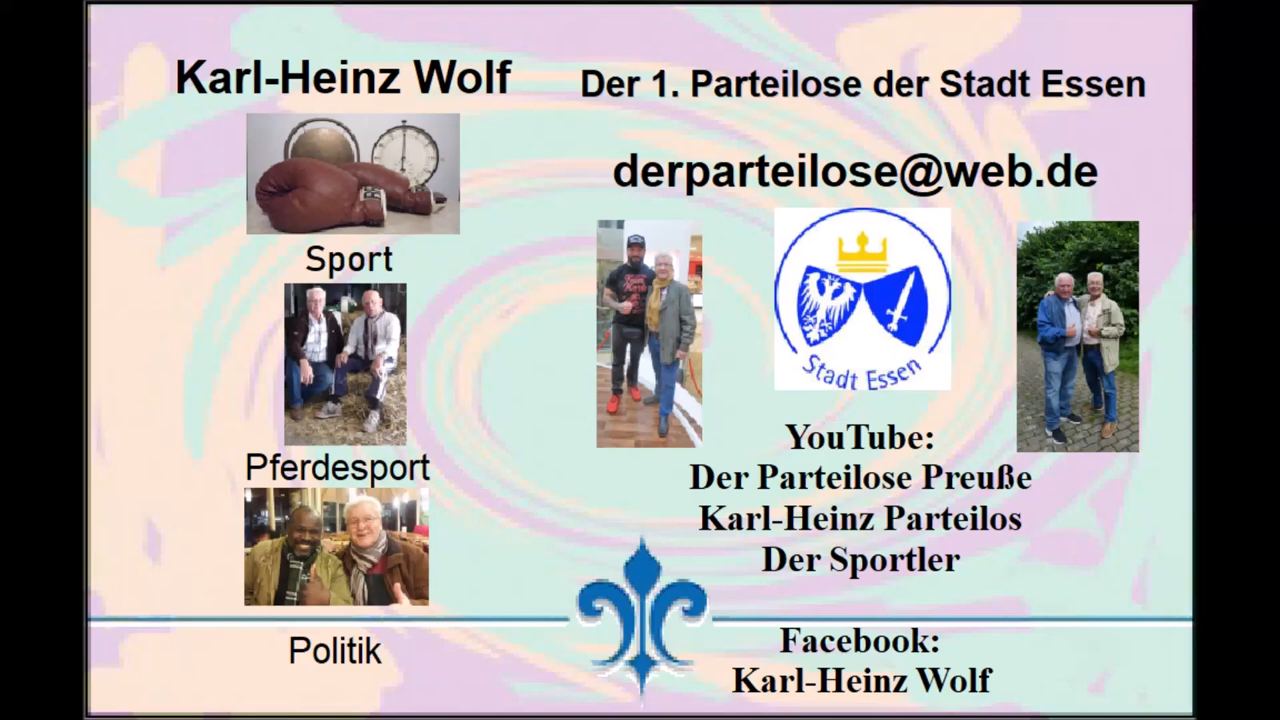 Karl-Heinz Wolf
Der 1. Parteilose der Stadt Essen
derparteilose@web.de
Sport
Stadt Essen
Pferdesport
YouTube:
Der Parteilose Preuße
Karl-Heinz Parteilos
Der Sportler
Politik
Facebook:
Karl-Heinz Wolf